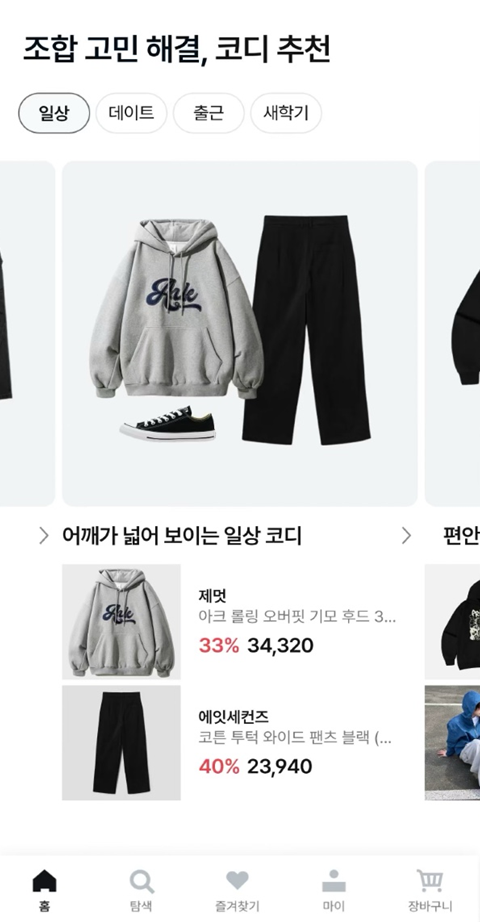 조합 고민 해결, 코디 추천
일상
데이트
출근
새학기
Ark
어깨가 넓어 보이는 일상 코디
편안
Ark
제멋
아크 롤링 오버핏 기모 후드 3...
33% 34,320
에잇세컨즈
코튼 투턱 와이드 팬츠 블랙 (...
40% 23,940
홈
탐색
즐겨찾기
마이
장바구니